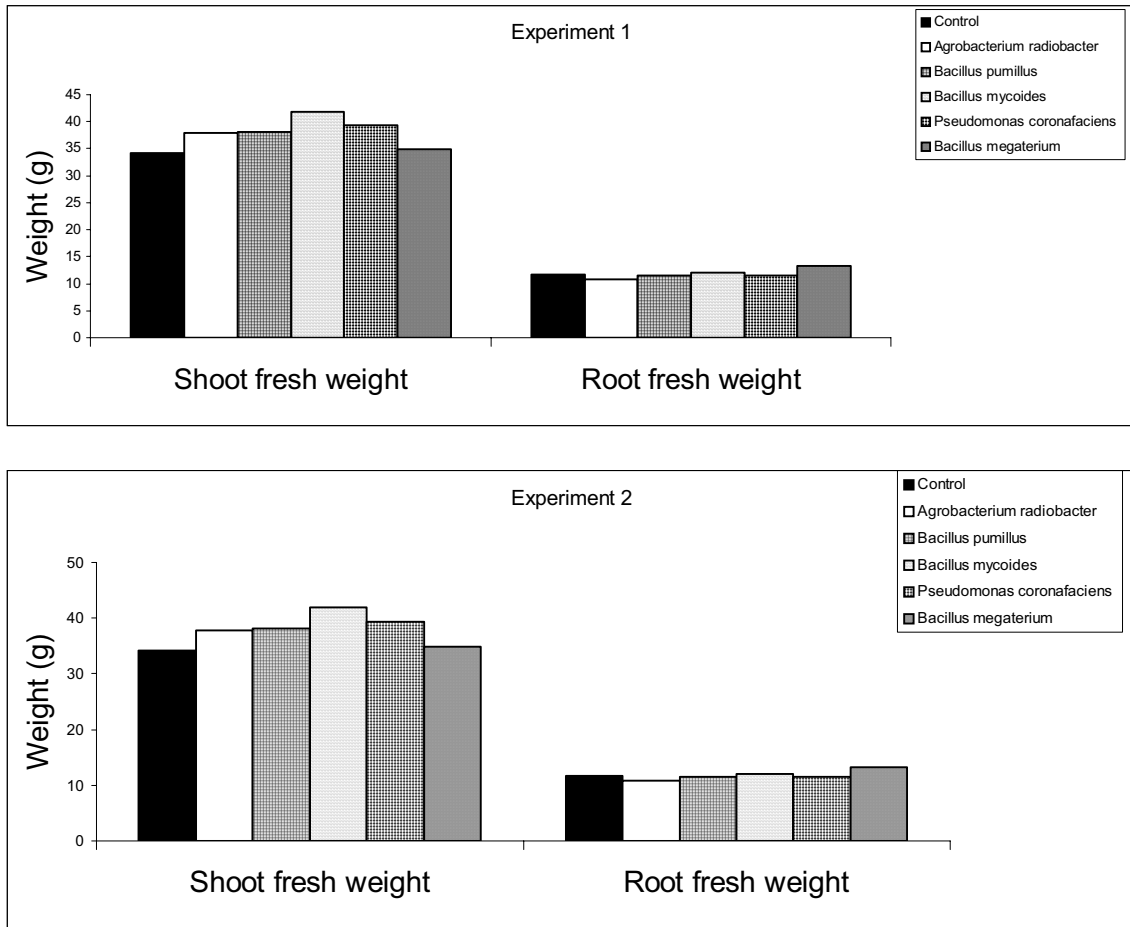 Experiment 1
Control
Agrobacterium radiobacter
Bacillus pumillus
Bacillus mycoides
Pseudomonas coronafaciens
Bacillus megaterium
Weight (g)
45
40
35
30
25
20
15
10
5
0
Shoot fresh weight Root fresh weight
Experiment 2
Control
Agrobacterium radiobacter
Bacillus pumillus
Bacillus mycoides
Pseudomonas coronafaciens
Bacillus megaterium
Weight (g)
50
40
30
20
10
0
Shoot fresh weight Root fresh weight